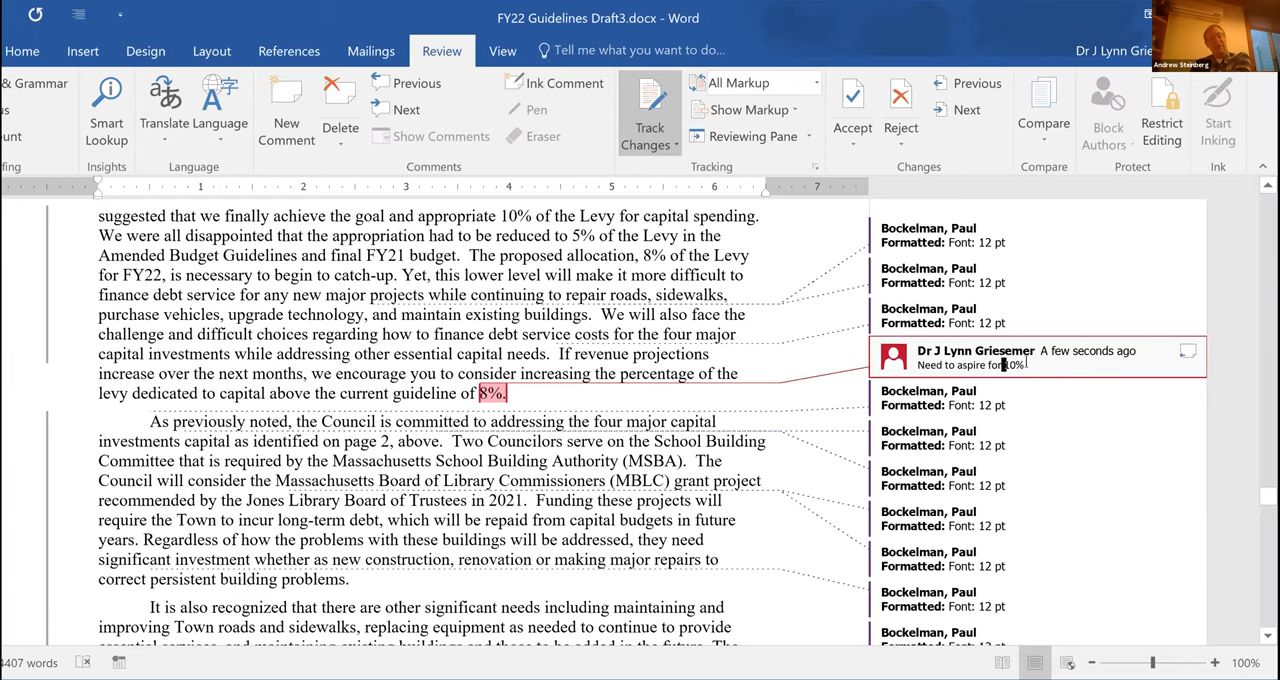 FY22 Guidelines Draft3.docx - Word
Home Insert Design Layout References Mailings Review View Tell me what you want to do... Dr J Lynn Grie
Andrew Steinberg
& Grammar
Smart Lookup
Insights
Translate Language
Language
New Comment
Delete
Previous
Next
Show Comments
Ink Comment
Pen
Eraser
Comments
Track Changes
All Markup
Show Markup
Reviewing Pane
Tracking
Accept
Reject
Previous
Next
Changes
Compare
Compare
Block Authors
Restrict Editing
Protect
Start Inking
Ink
1 2 3 4 5 6 7
suggested that we finally achieve the goal and appropriate 10% of the Levy for capital spending.
We were all disappointed that the appropriation had to be reduced to 5% of the Levy in the
Amended Budget Guidelines and final FY21 budget. The proposed allocation, 8% of the Levy
for FY22, is necessary to begin to catch-up. Yet, this lower level will make it more difficult to
finance debt service for any new major projects while continuing to repair roads, sidewalks,
purchase vehicles, upgrade technology, and maintain existing buildings. We will also face the
challenge and difficult choices regarding how to finance debt service costs for the four major
capital investments while addressing other essential capital needs. If revenue projections
increase over the next months, we encourage you to consider increasing the percentage of the
levy dedicated to capital above the current guideline of 8%.
As previously noted, the Council is committed to addressing the four major capital
investments capital as identified on page 2, above. Two Councilors serve on the School Building
Committee that is required by the Massachusetts School Building Authority (MSBA). The
Council will consider the Massachusetts Board of Library Commissioners (MBLC) grant project
recommended by the Jones Library Board of Trustees in 2021. Funding these projects will
require the Town to incur long-term debt, which will be repaid from capital budgets in future
years. Regardless of how the problems with these buildings will be addressed, they need
significant investment whether as new construction, renovation or making major repairs to
correct persistent building problems.
It is also recognized that there are other significant needs including maintaining and
improving Town roads and sidewalks, replacing equipment as needed to continue to provide
Bockelman, Paul
Formatted: Font: 12 pt
Bockelman, Paul
Formatted: Font: 12 pt
Bockelman, Paul
Formatted: Font: 12 pt
Dr J Lynn Griesemer A few seconds ago
Need to aspire for 10%
Bockelman, Paul
Formatted: Font: 12 pt
Bockelman, Paul
Formatted: Font: 12 pt
Bockelman, Paul
Formatted: Font: 12 pt
Bockelman, Paul
Formatted: Font: 12 pt
Bockelman, Paul
Formatted: Font: 12 pt
Bockelman, Paul
Formatted: Font: 12 pt
Bockelman, Paul
4407 words
100%